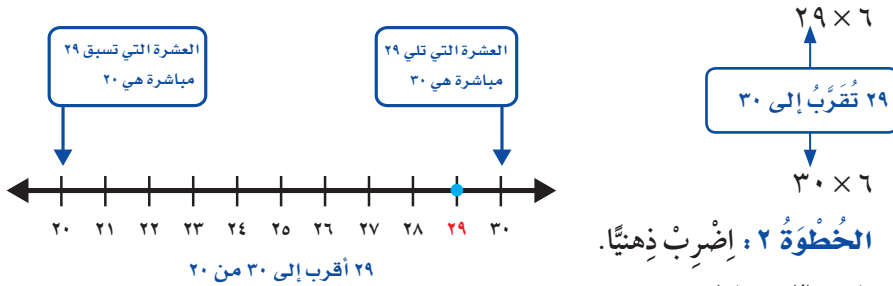 ٢٩ × ٦
٢٩ تُقَرَّبُ إلى ٣٠
٣٠ × ٦
العشرة التي تلي ٢٩
مباشرة هي ٣٠
العشرة التي تسبق ٢٩
مباشرة هي ٢٠
٢٠ ٢١ ٢٢ ٢٣ ٢٤ ٢٥ ٢٦ ٢٧ ٢٨ ٢٩ ٣٠
٢٩ أقرب إلى ٣٠ من ٢٠
الخُطْوَةُ ٢ : اِضْرِبْ ذِهنيًّا.